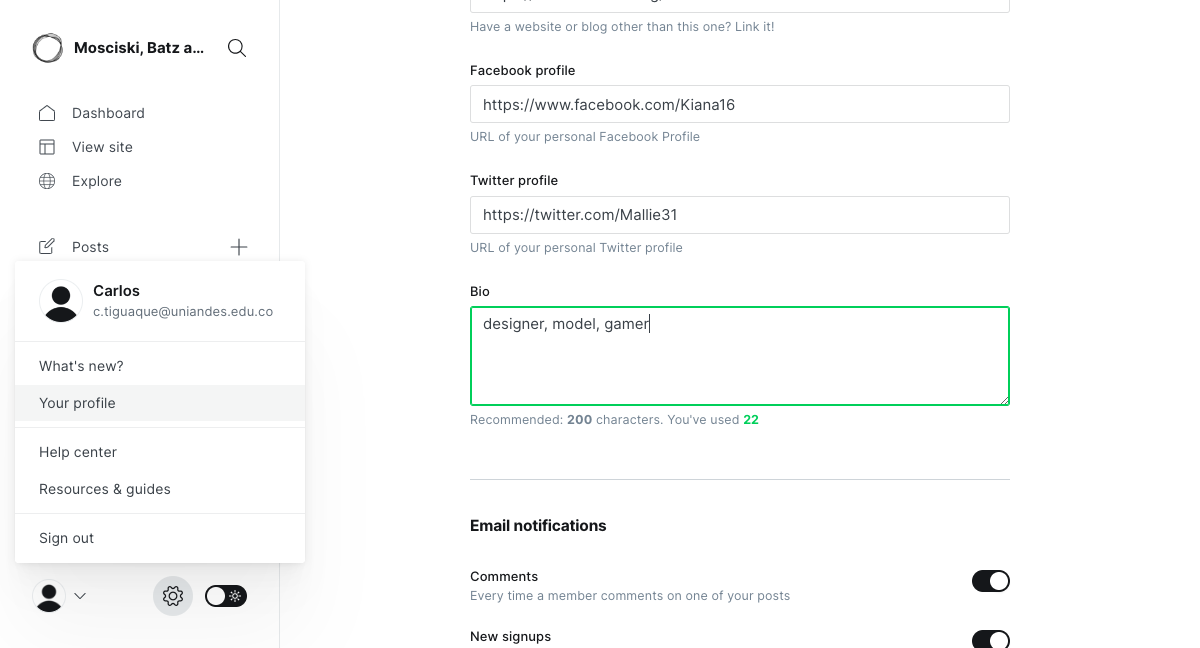 Mosciski, Batz a...
Dashboard
View site
Explore
Posts
Carlos
c.tiguaque@uniandes.edu.co
What's new?
Your profile
Help center
Resources & guides
Sign out
Have a website or blog other than this one? Link it!
Facebook profile
https://www.facebook.com/Kiana16
URL of your personal Facebook Profile
Twitter profile
https://twitter.com/Mallie31
URL of your personal Twitter profile
Bio
designer, model, gamer
Recommended: 200 characters. You've used 22
Email notifications
Comments
Every time a member comments on one of your posts
New signups